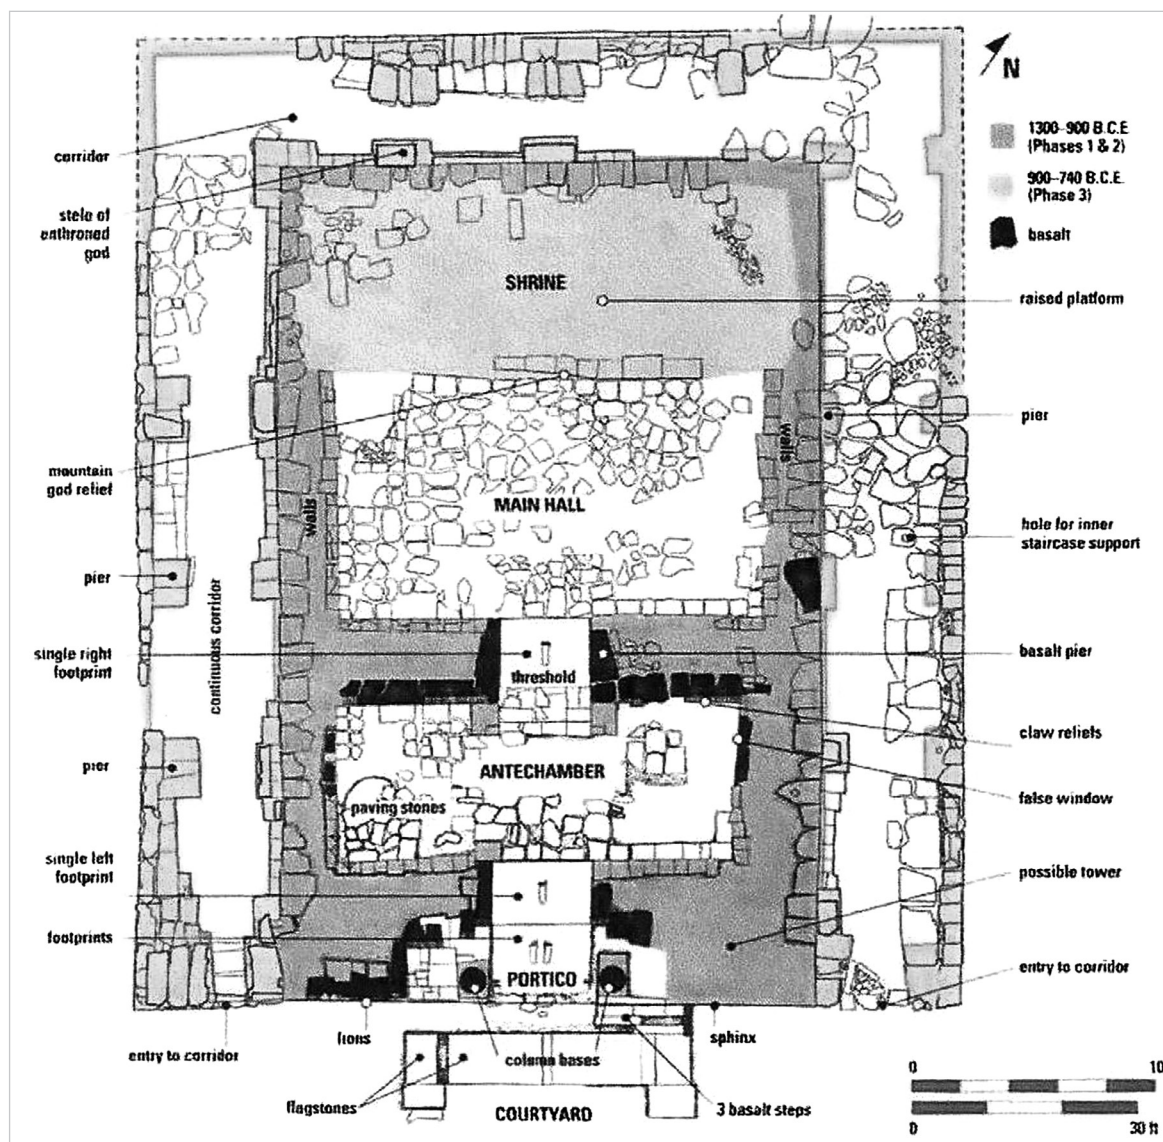 N
1300–900 B.C.E.
(Phases 1 & 2)
900–740 B.C.E.
(Phase 3)
basalt
corridor
stela of
enthroned
god
SHRINE
raised platform
pier
walls
mountain
god relief
MAIN HALL
walls
hole for inner
staircase support
pier
continuous corridor
single right
footprint
threshold
basalt pier
claw reliefs
pier
ANTECHAMBER
false window
paving stones
single left
footprint
possible tower
footprints
PORTICO
entry to corridor
entry to corridor
lions
column bases
sphinx
flagstones
COURTYARD
3 basalt steps
0
10
0
30 ft